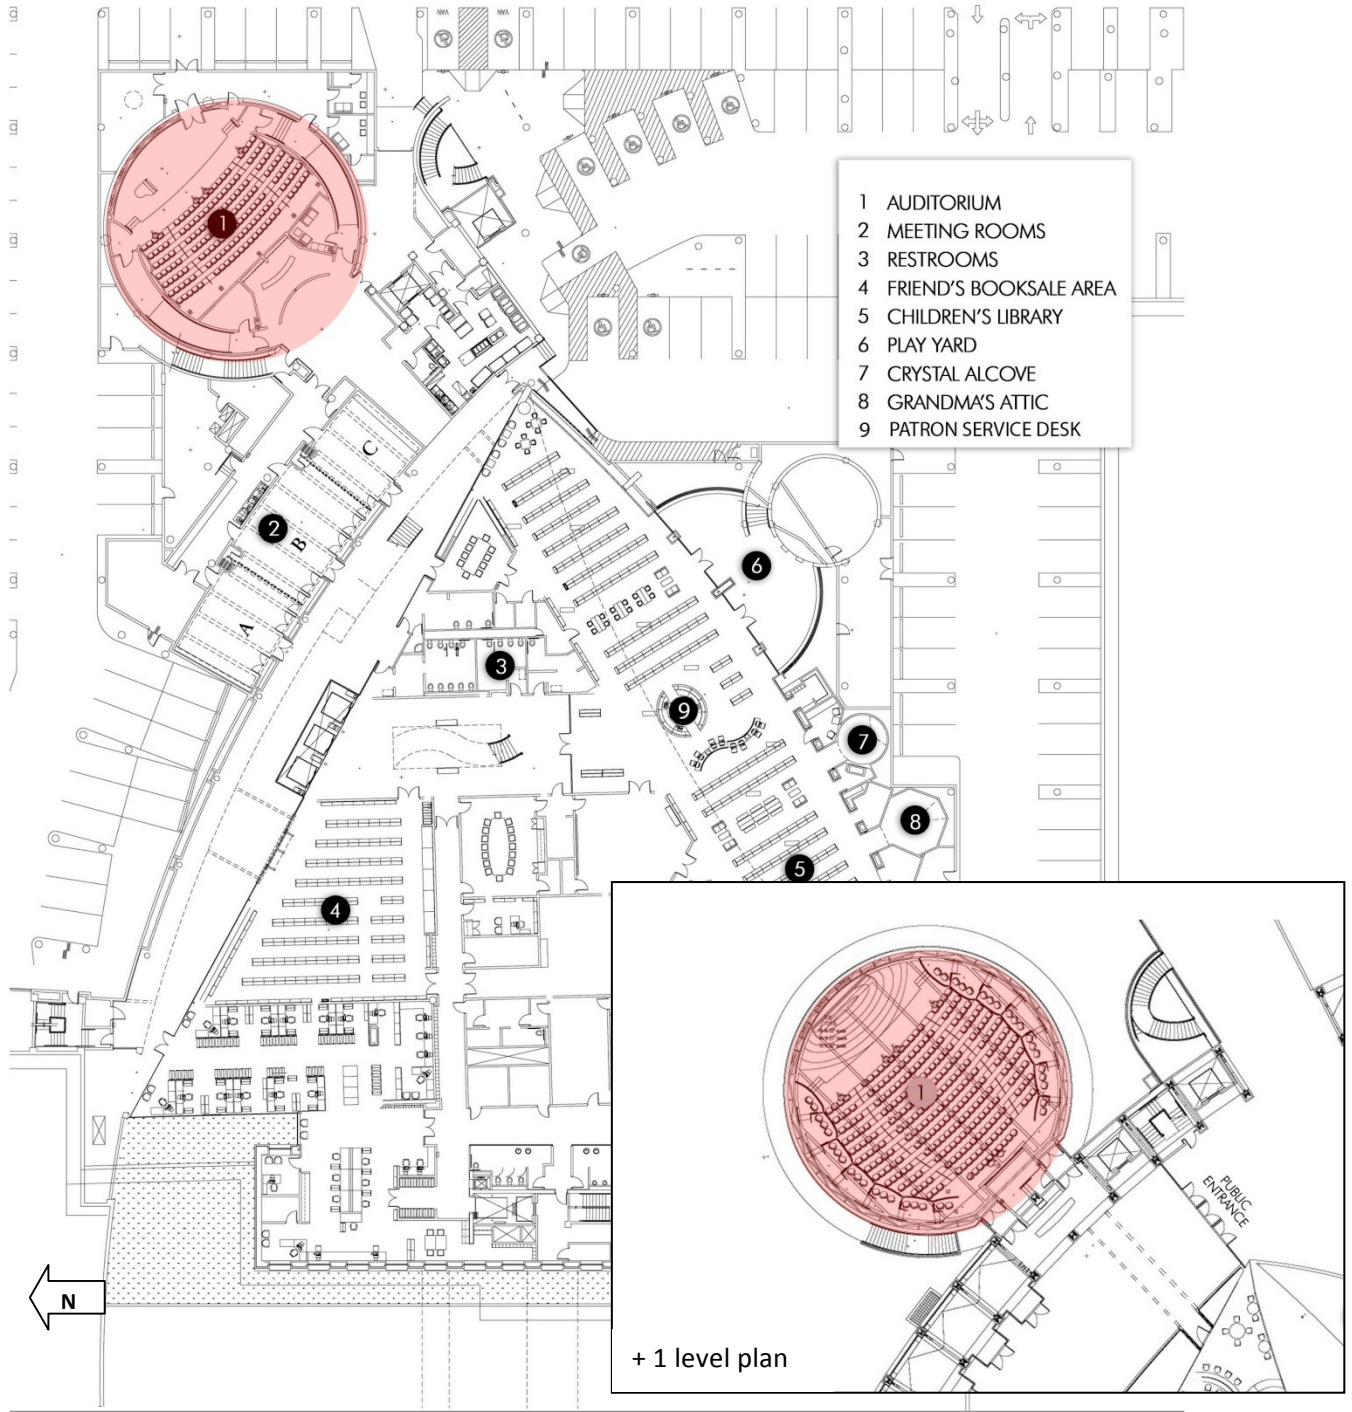 VAN
VAN
1
1 AUDITORIUM
2 MEETING ROOMS
3 RESTROOMS
4 FRIEND'S BOOKSALE AREA
5 CHILDREN'S LIBRARY
6 PLAY YARD
7 CRYSTAL ALCOVE
8 GRANDMA'S ATTIC
9 PATRON SERVICE DESK
C
2
B
6
A
3
9
7
8
5
4
1
PUBLIC
ENTRANCE
N
+ 1 level plan